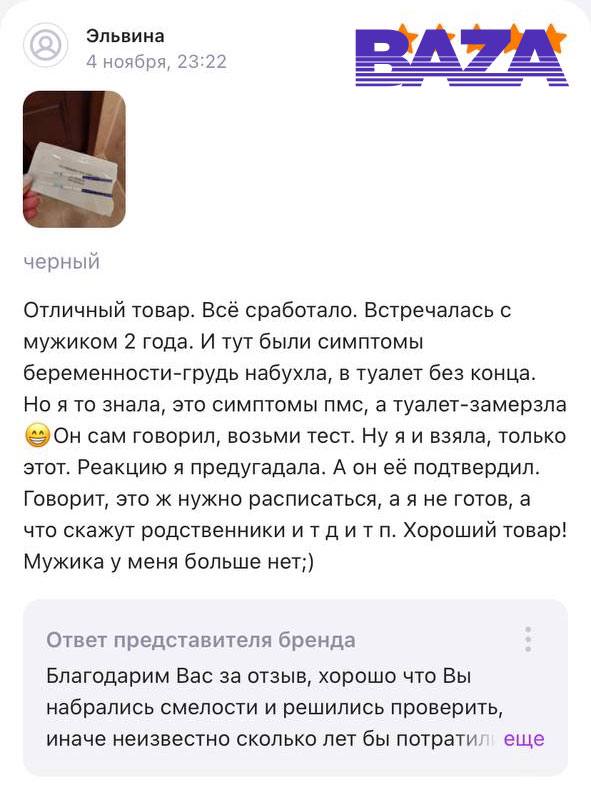 Эльвина
4 ноября, 23:22
BAZA
черный
Отличный товар. Всё сработало. Встречалась с
мужиком 2 года. И тут были симптомы
беременности-грудь набухла, в туалет без конца.
Но я то знала, это симптомы пмс, а туалет-замерзла
😁Он сам говорил, возьми тест. Ну я и взяла, только
этот. Реакцию я предугадала. А он её подтвердил.
Говорит, это ж нужно расписаться, а я не готов, а
что скажут родственники и т д и т п. Хороший товар!
Мужика у меня больше нет;)
Ответ представителя бренда
Благодарим Вас за отзыв, хорошо что Вы
набрались смелости и решились проверить,
иначе неизвестно сколько лет бы потратил еще